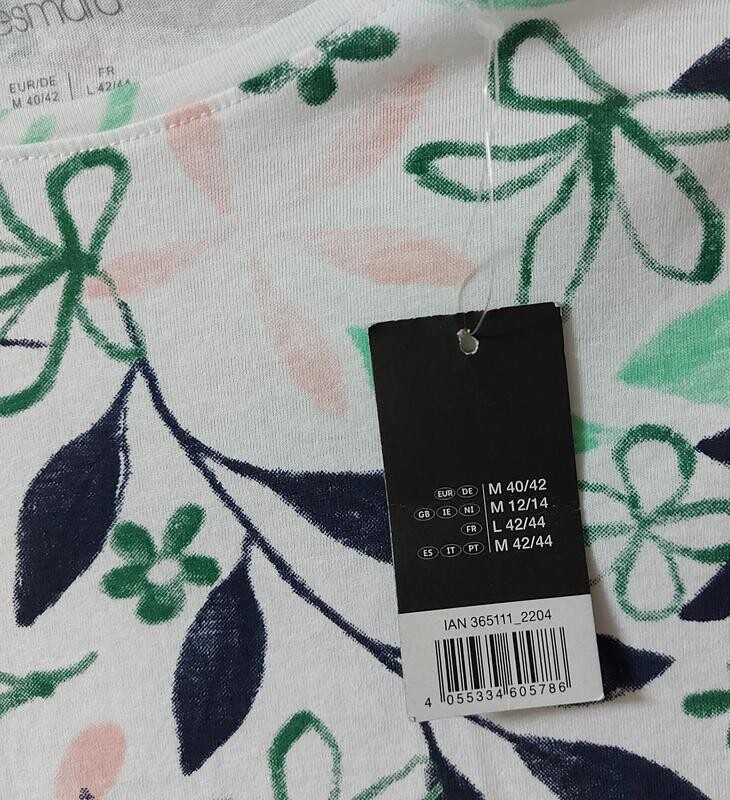 esmara
EUR/DE
M 40/42
FR
L 42/44
EUR DE M 40/42
GB IE NI M 12/14
FR L 42/44
ES IT PT M 42/44
IAN 365111_2204
4 055334 605786